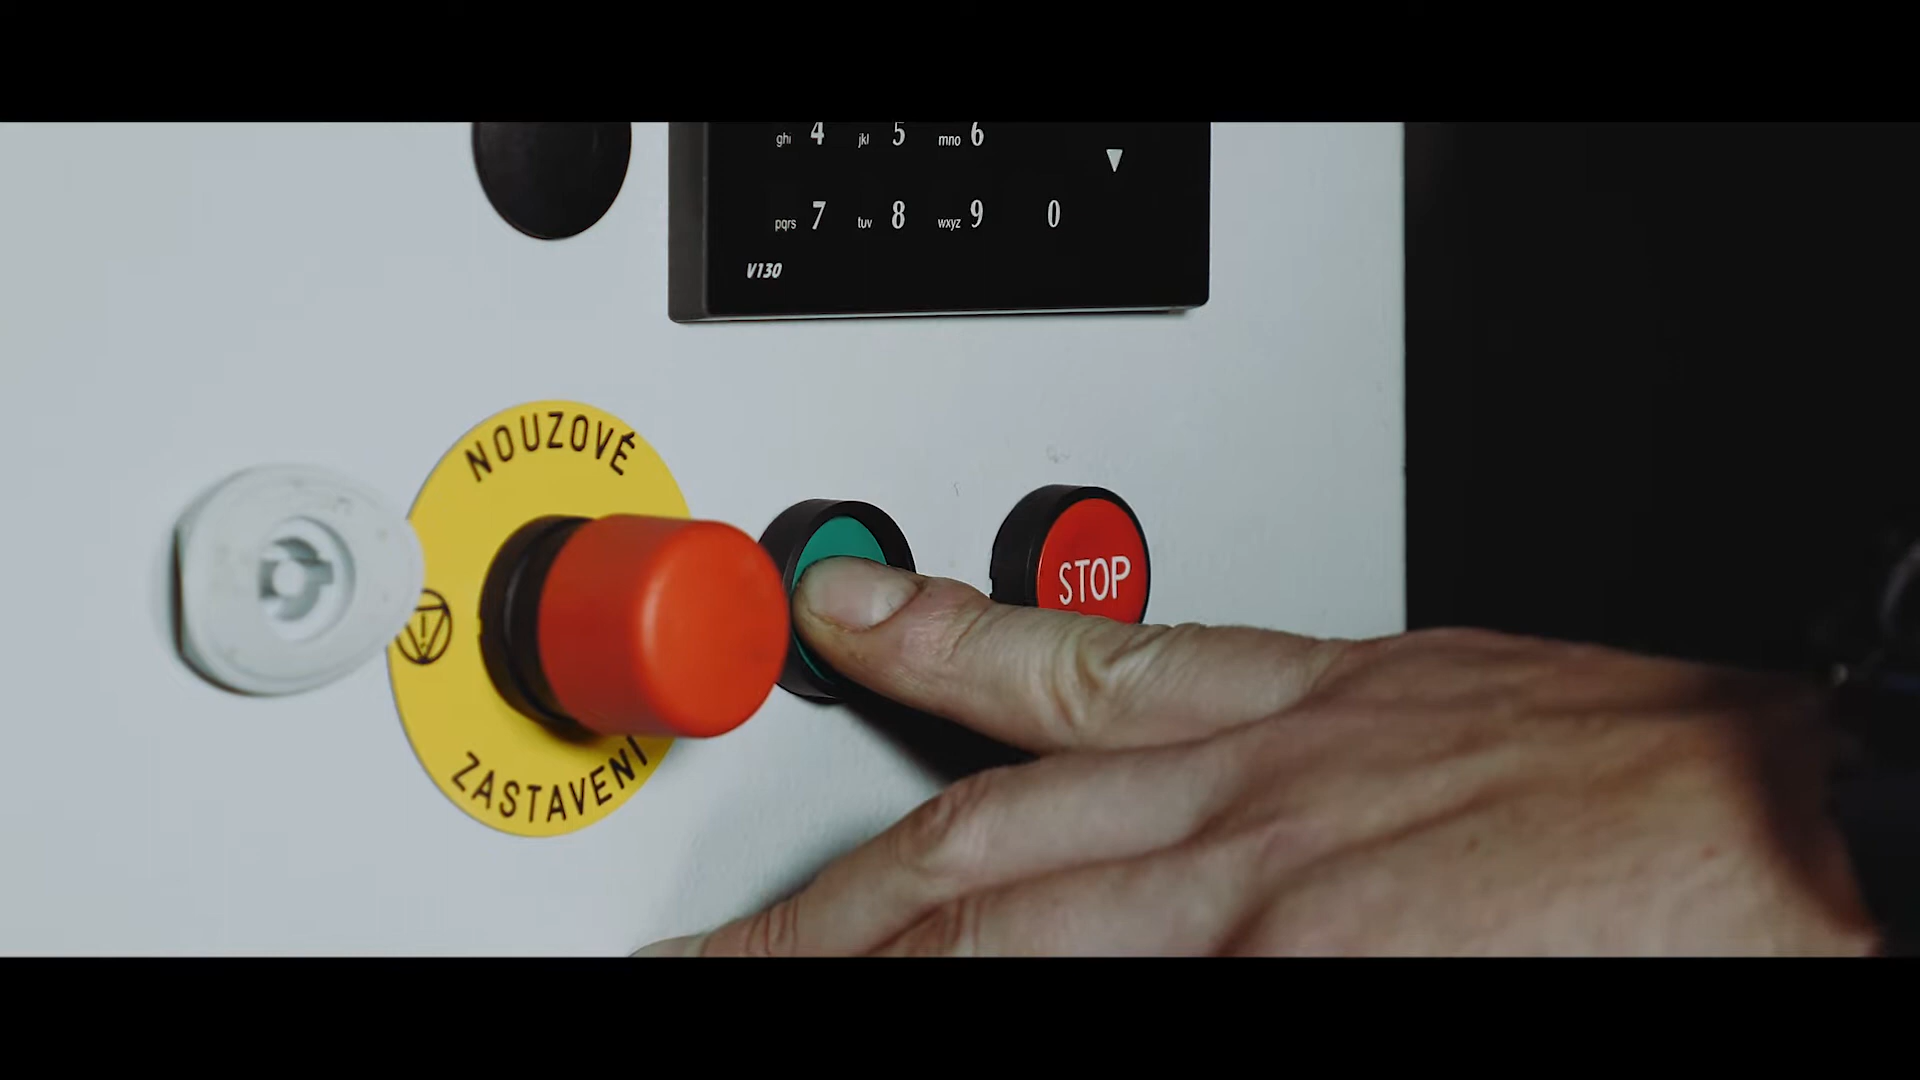 ghi 4 jkl 5 mno 6
pqrs 7 tuv 8 wxyz 9 0
V130
NOUZOVÉ
STOP
ZASTAVENÍ